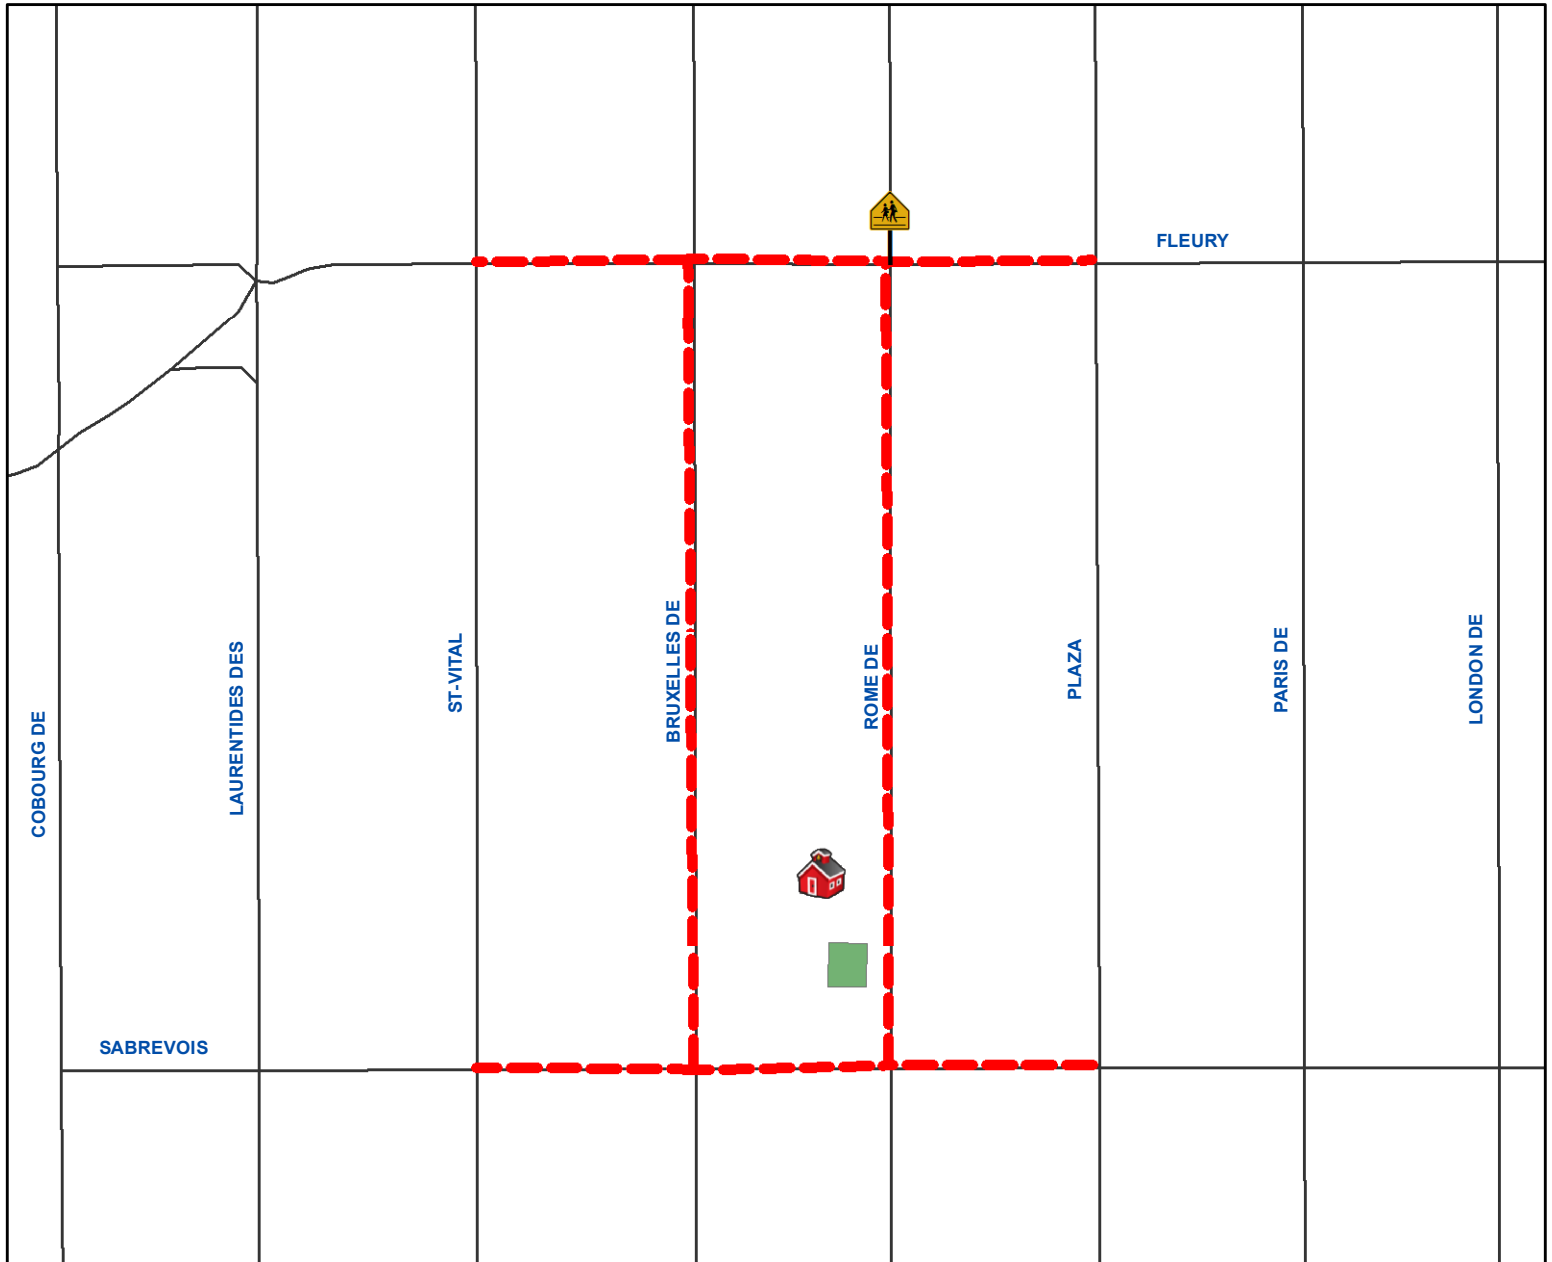 FLEURY
COBOURG DE
LAURENTIDES DES
ST-VITAL
BRUXELLES DE
ROME DE
PLAZA
PARIS DE
LONDON DE
SABREVOIS